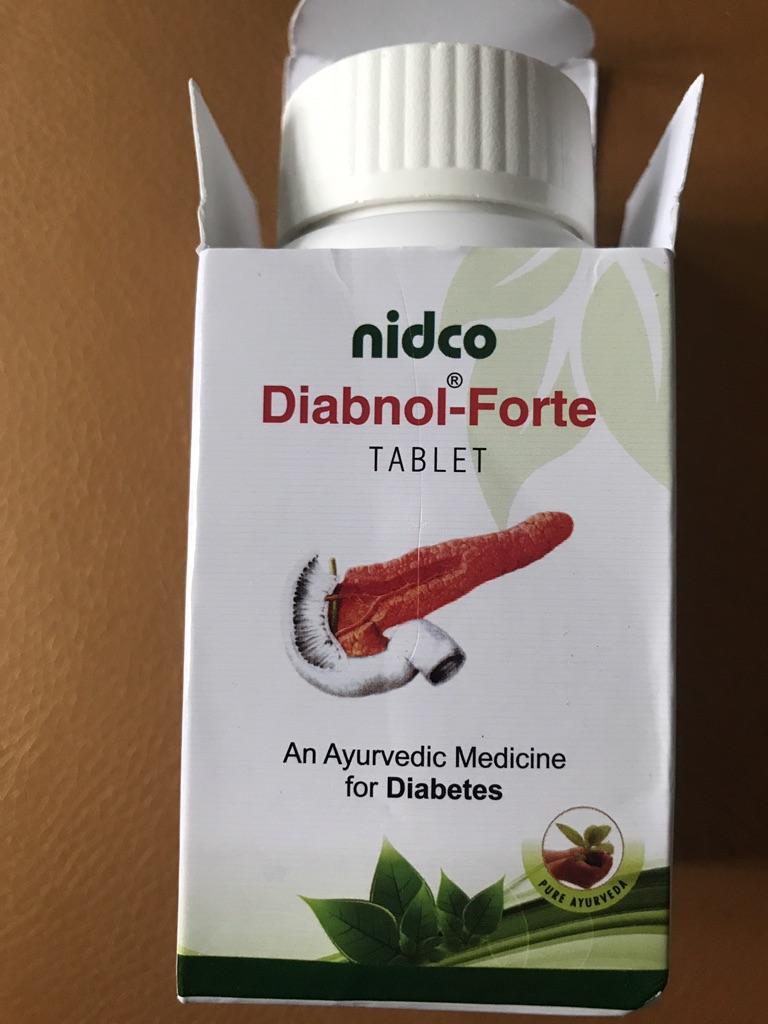 nidco
Diabnol-Forte®
TABLET
An Ayurvedic Medicine
for Diabetes
PURE AYURVEDA